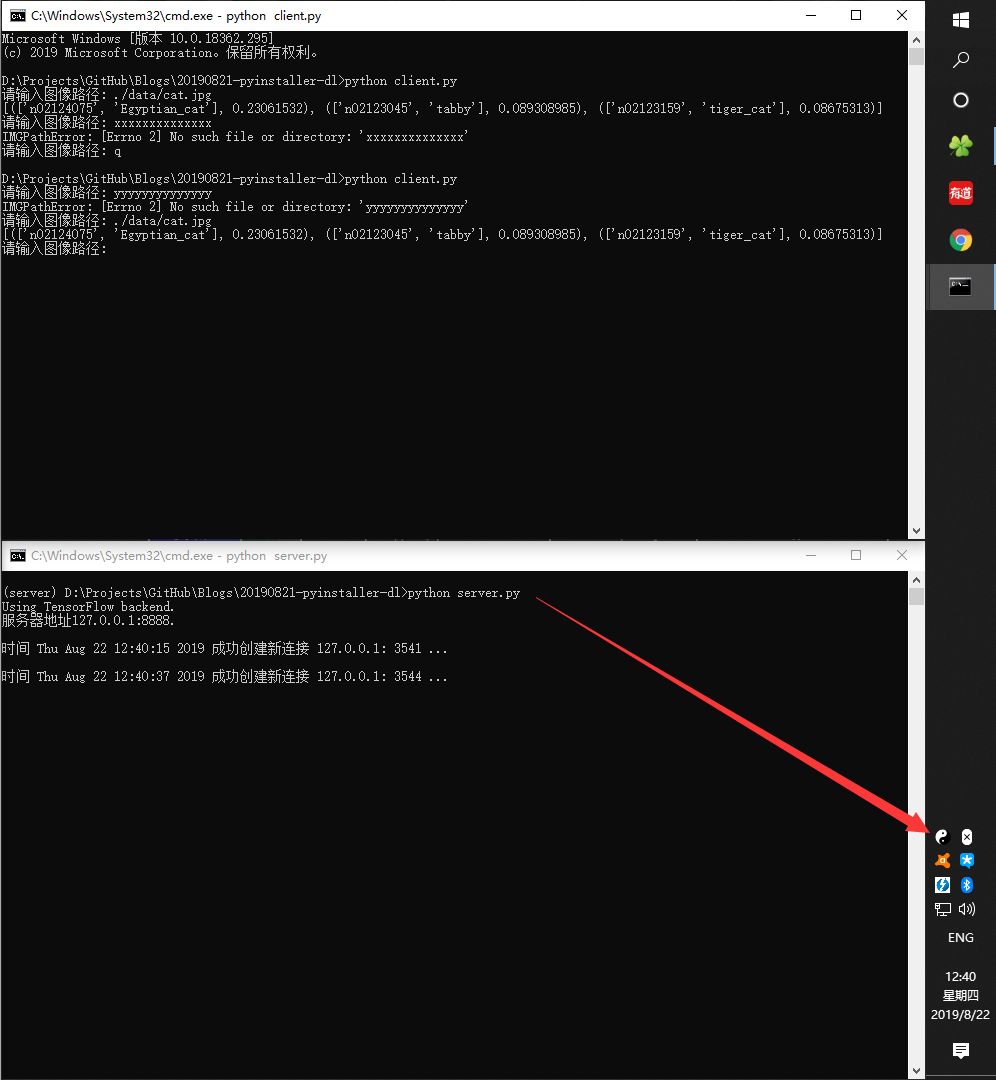 C:\Windows\System32\cmd.exe - python  client.py
Microsoft Windows [版本 10.0.18362.295]
(c) 2019 Microsoft Corporation。保留所有权利。
D:\Projects\GitHub\Blogs\20190821-pyinstaller-dl>python client.py
请输入图像路径: ./data/cat.jpg
[(['n02124075', 'Egyptian_cat'], 0.23061532), (['n02123045', 'tabby'], 0.089308985), (['n02123159', 'tiger_cat'], 0.08675313)]
请输入图像路径: xxxxxxxxxxxxxx
IMGPathError: [Errno 2] No such file or directory: 'xxxxxxxxxxxxxx'
请输入图像路径: q
D:\Projects\GitHub\Blogs\20190821-pyinstaller-dl>python client.py
请输入图像路径: yyyyyyyyyyyyyy
IMGPathError: [Errno 2] No such file or directory: 'yyyyyyyyyyyyyy'
请输入图像路径: ./data/cat.jpg
[(['n02124075', 'Egyptian_cat'], 0.23061532), (['n02123045', 'tabby'], 0.089308985), (['n02123159', 'tiger_cat'], 0.08675313)]
请输入图像路径:
C:\Windows\System32\cmd.exe - python  server.py
(server) D:\Projects\GitHub\Blogs\20190821-pyinstaller-dl>python server.py
Using TensorFlow backend.
服务器地址127.0.0.1:8888.
时间 Thu Aug 22 12:40:15 2019 成功创建新连接 127.0.0.1: 3541 ...
时间 Thu Aug 22 12:40:37 2019 成功创建新连接 127.0.0.1: 3544 ...
有道
ENG
12:40
星期四
2019/8/22